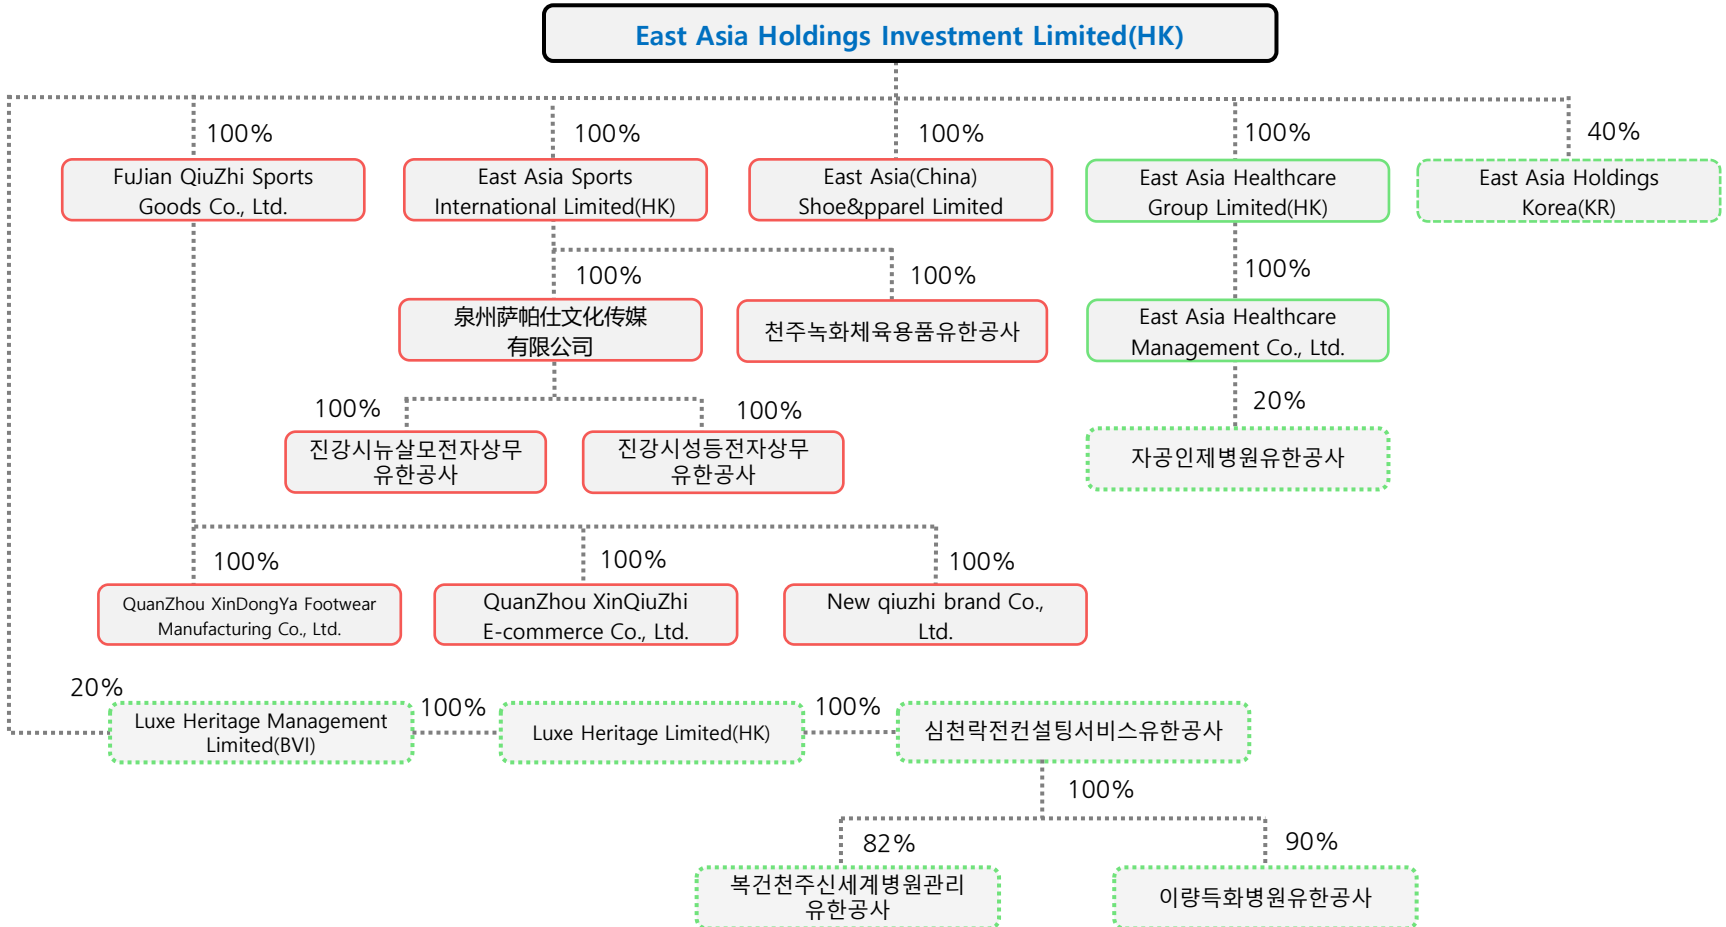 East Asia Holdings Investment Limited(HK)
100%
100%
100%
100%
40%
FuJian QiuZhi Sports
Goods Co., Ltd.
East Asia Sports
International Limited(HK)
East Asia(China)
Shoe&pparel Limited
East Asia Healthcare
Group Limited(HK)
East Asia Holdings
Korea(KR)
100%
100%
100%
泉州萨帕仕文化传媒
有限公司
천주녹화체육용품유한공사
East Asia Healthcare
Management Co., Ltd.
100%
100%
20%
진강시뉴살모전자상무
유한공사
진강시성등전자상무
유한공사
자공인제병원유한공사
100%
100%
100%
QuanZhou XinDongYa Footwear
Manufacturing Co., Ltd.
QuanZhou XinQiuZhi
E-commerce Co., Ltd.
New qiuzhi brand Co.,
Ltd.
20%
Luxe Heritage Management
Limited(BVI)
100%
Luxe Heritage Limited(HK)
100%
심천락전컨설팅서비스유한공사
100%
82%
90%
복건천주신세계병원관리
유한공사
이량득화병원유한공사